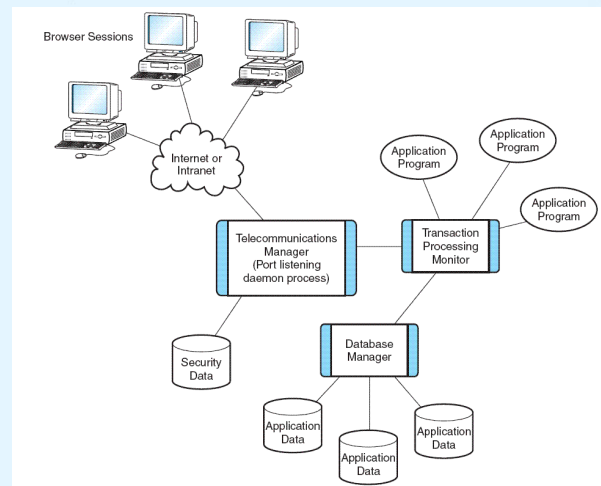 Browser Sessions
Internet or
Intranet
Application
Program
Application
Program
Application
Program
Telecommunications
Manager
(Port listening
daemon process)
Transaction
Processing
Monitor
Security
Data
Database
Manager
Application
Data
Application
Data
Application
Data